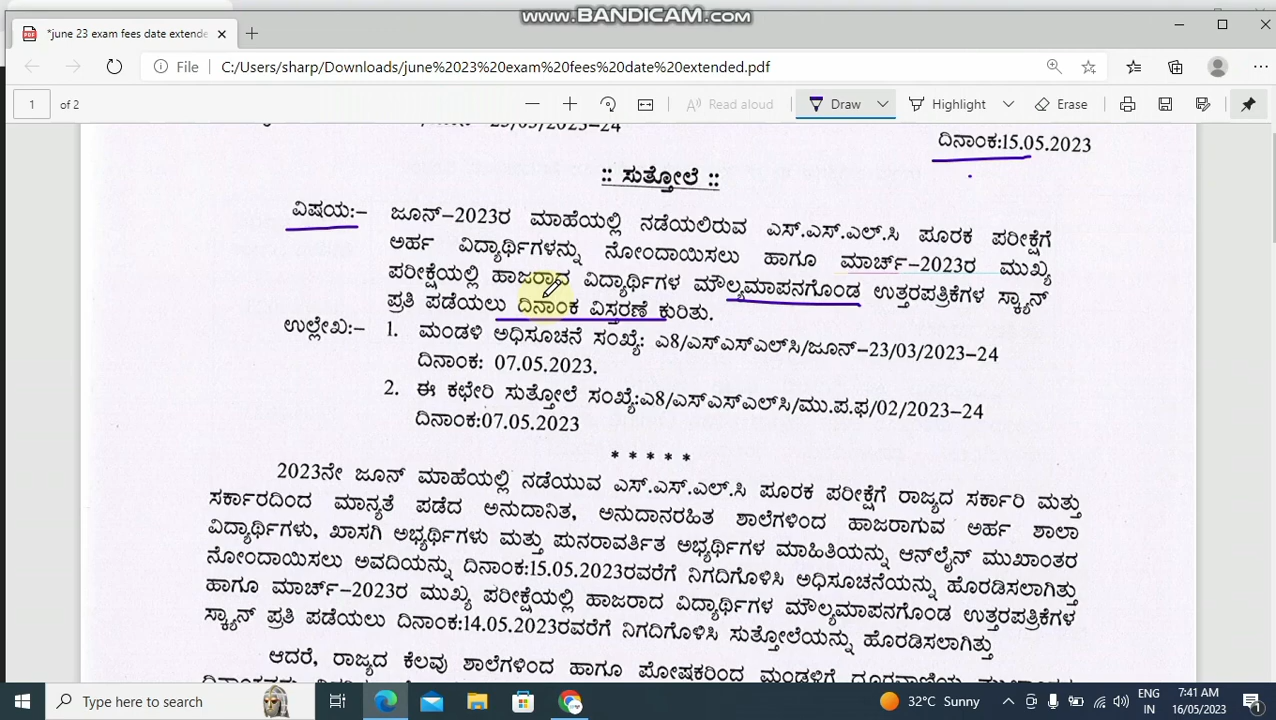 www.BANDICAM.com
*june 23 exam fees date extende
File C:/Users/sharp/Downloads/june%2023%20exam%20fees%20date%20extended.pdf
1 of 2 Read aloud Draw Highlight Erase
23/03/2023-24
ದಿನಾಂಕ:15.05.2023
:: ಸುತ್ತೋಲೆ ::
ವಿಷಯ:- ಜೂನ್-2023ರ ಮಾಹೆಯಲ್ಲಿ ನಡೆಯಲಿರುವ ಎಸ್.ಎಸ್.ಎಲ್.ಸಿ ಪೂರಕ ಪರೀಕ್ಷೆಗೆ
ಅರ್ಹ ವಿದ್ಯಾರ್ಥಿಗಳನ್ನು ನೋಂದಾಯಿಸಲು ಹಾಗೂ ಮಾರ್ಚ್-2023ರ ಮುಖ್ಯ
ಪರೀಕ್ಷೆಯಲ್ಲಿ ಹಾಜರಾದ ವಿದ್ಯಾರ್ಥಿಗಳ ಮೌಲ್ಯಮಾಪನಗೊಂಡ ಉತ್ತರಪತ್ರಿಕೆಗಳ ಸ್ಕ್ಯಾನ್
ಪ್ರತಿ ಪಡೆಯಲು ದಿನಾಂಕ ವಿಸ್ತರಣೆ ಕುರಿತು.
ಉಲ್ಲೇಖ:- 1. ಮಂಡಳಿ ಅಧಿಸೂಚನೆ ಸಂಖ್ಯೆ: ಎ8/ಎಸ್ಎಸ್ಎಲ್‌ಸಿ/ಜೂನ್-23/03/2023-24
ದಿನಾಂಕ: 07.05.2023.
2. ಈ ಕಛೇರಿ ಸುತ್ತೋಲೆ ಸಂಖ್ಯೆ:ಎ8/ಎಸ್ಎಸ್ಎಲ್‌ಸಿ/ಮು.ಪ.ಫ/02/2023-24
ದಿನಾಂಕ:07.05.2023
* * * * *
2023ನೇ ಜೂನ್ ಮಾಹೆಯಲ್ಲಿ ನಡೆಯುವ ಎಸ್.ಎಸ್.ಎಲ್.ಸಿ ಪೂರಕ ಪರೀಕ್ಷೆಗೆ ರಾಜ್ಯದ ಸರ್ಕಾರಿ ಮತ್ತು
ಸರ್ಕಾರದಿಂದ ಮಾನ್ಯತೆ ಪಡೆದ ಅನುದಾನಿತ, ಅನುದಾನರಹಿತ ಶಾಲೆಗಳಿಂದ ಹಾಜರಾಗುವ ಅರ್ಹ ಶಾಲಾ
ವಿದ್ಯಾರ್ಥಿಗಳು, ಖಾಸಗಿ ಅಭ್ಯರ್ಥಿಗಳು ಮತ್ತು ಪುನರಾವರ್ತಿತ ಅಭ್ಯರ್ಥಿಗಳ ಮಾಹಿತಿಯನ್ನು ಆನ್‌ಲೈನ್ ಮುಖಾಂತರ
ನೋಂದಾಯಿಸಲು ಅವದಿಯನ್ನು ದಿನಾಂಕ:15.05.2023ರವರೆಗೆ ನಿಗದಿಗೊಳಿಸಿ ಅಧಿಸೂಚನೆಯನ್ನು ಹೊರಡಿಸಲಾಗಿತ್ತು
ಹಾಗೂ ಮಾರ್ಚ್-2023ರ ಮುಖ್ಯ ಪರೀಕ್ಷೆಯಲ್ಲಿ ಹಾಜರಾದ ವಿದ್ಯಾರ್ಥಿಗಳ ಮೌಲ್ಯಮಾಪನಗೊಂಡ ಉತ್ತರಪತ್ರಿಕೆಗಳ
ಸ್ಕ್ಯಾನ್ ಪ್ರತಿ ಪಡೆಯಲು ದಿನಾಂಕ:14.05.2023ರವರೆಗೆ ನಿಗದಿಗೊಳಿಸಿ ಸುತ್ತೋಲೆಯನ್ನು ಹೊರಡಿಸಲಾಗಿತ್ತು
ಆದರೆ, ರಾಜ್ಯದ ಕೆಲವು ಶಾಲೆಗಳಿಂದ ಹಾಗೂ ಪೋಷಕರಿಂದ ಮಂಡಳಿಗೆ ದೂರವಾಣಿಯ ಮುಖಾಂತರ
Type here to search 32°C Sunny ENG IN 7:41 AM 16/05/2023 1